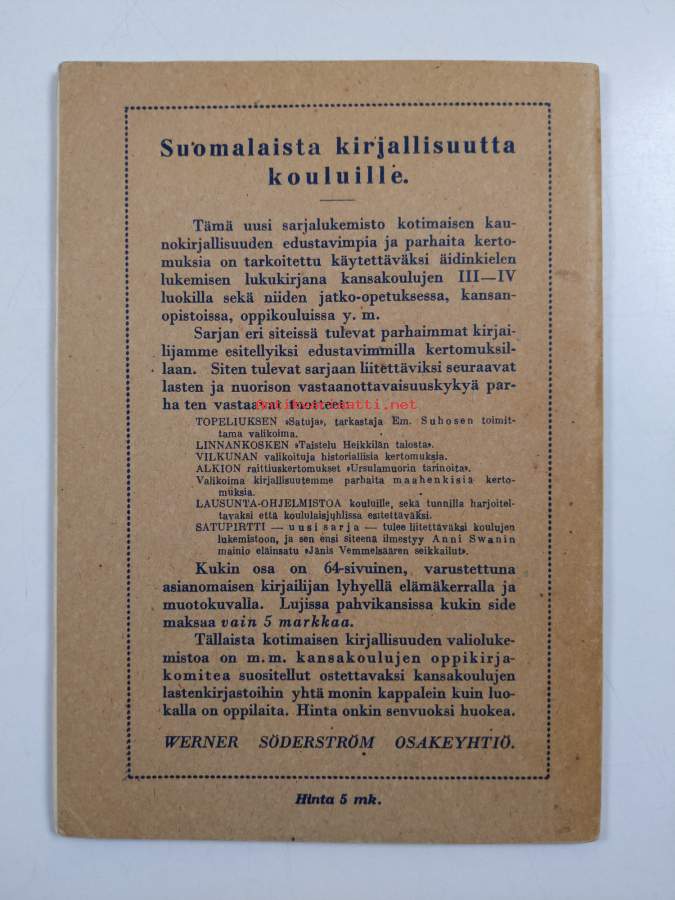 Suomalaista kirjallisuutta
kouluille.
Tämä uusi sarjalukemisto kotimaisen kau-
nokirjallisuuden edustavimpia ja parhaita kerto-
muksia on tarkoitettu käytettäväksi äidinkielen
lukemisen lukukirjana kansakoulujen III—IV
luokilla sekä niiden jatko-opetuksessa, kansan-
opistoissa, oppikouluissa y. m.
Sarjan eri siteissä tulevat parhaimmat kirjai-
lijamme esitellyiksi edustavimmilla kertomuksil-
laan. Siten tulevat sarjaan liitettäviksi seuraavat
lasten ja nuorison vastaanottavaisuuskykyä par-
ha ten vastaavat tuotteet:
TOPELIUKSEN »Satuja», tarkastaja Em. Suhosen toimit-
tama valikoima.
LINNANKOSKEN »Taistelu Heikkilän talosta».
VILKUNAN valikoituja historiallisia kertomuksia.
ALKION raittiuskertomukset »Ursulamuorin tarinoita».
Valikoima kirjallisuutemme parhaita maahenkisiä kerto-
muksia.
LAUSUNTA-OHJELMISTOA kouluille, sekä tunnilla harjoitel-
tavaksi että koululaisjuhlissa esitettäväksi.
SATUPIRTTI — uusi sarja — tulee liitettäväksi koulujen
lukemistoon, ja sen ensi siteenä ilmestyy Anni Swanin
mainio eläinsatu »Jänis Vemmelsäären seikkailut».
Kukin osa on 64-sivuinen, varustettuna
asianomaisen kirjailijan lyhyellä elämäkerralla ja
muotokuvalla. Lujissa pahvikansissa kukin side
maksaa vain 5 markkaa.
Tällaista kotimaisen kirjallisuuden valioluke-
mistoa on m.m. kansakoulujen oppikirja-
komitea suositellut ostettavaksi kansakoulujen
lastenkirjastoihin yhtä monin kappalein kuin luo-
kalla on oppilaita. Hinta onkin senvuoksi huokea.
WERNER SÖDERSTRÖM OSAKEYHTIÖ.
Hinta 5 mk.